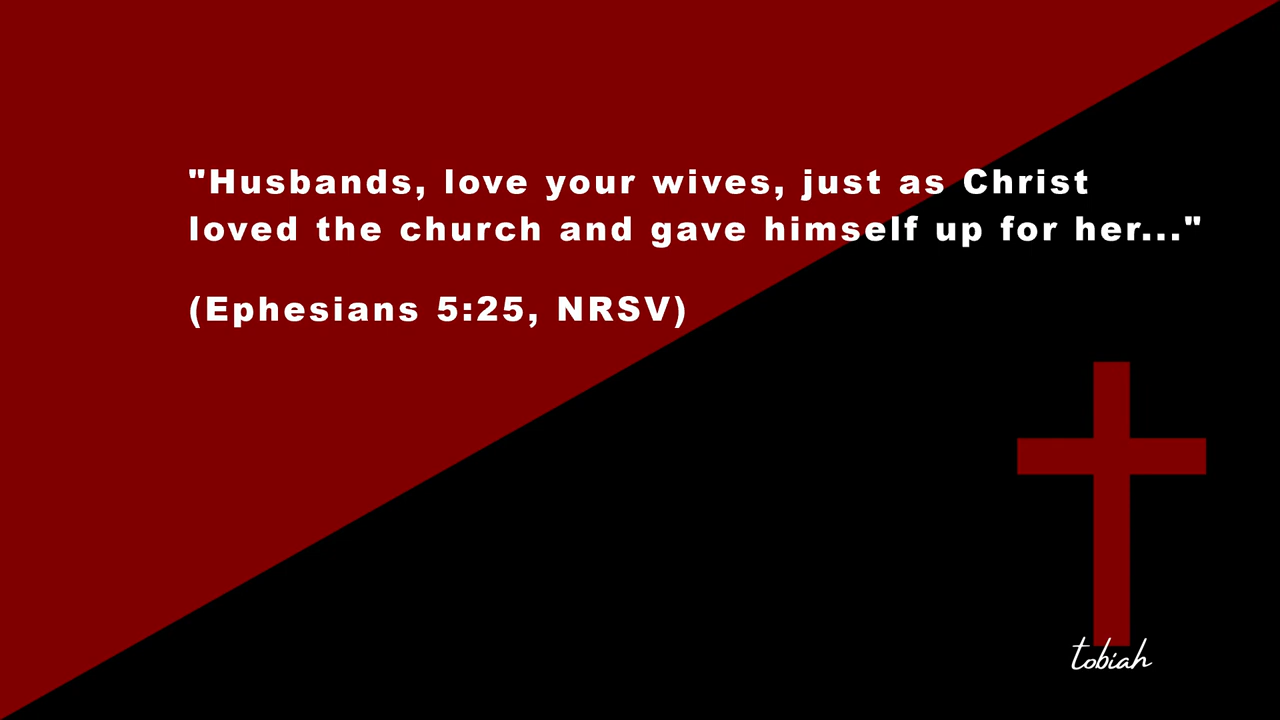 "Husbands, love your wives, just as Christ
loved the church and gave himself up for her..."
(Ephesians 5:25, NRSV)
tobiah